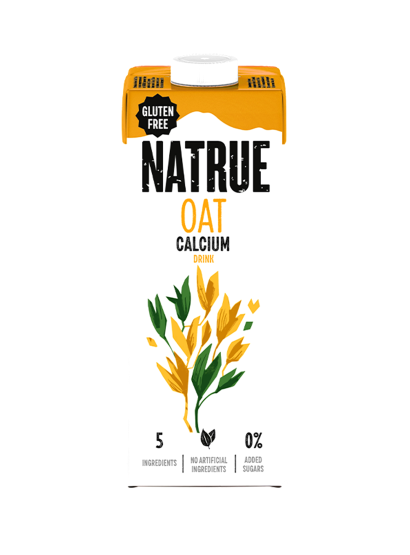 GLUTEN
FREE
NATRUE
OAT
CALCIUM
DRINK
5
INGREDIENTS
NO ARTIFICIAL
INGREDIENTS
0%
ADDED
SUGARS